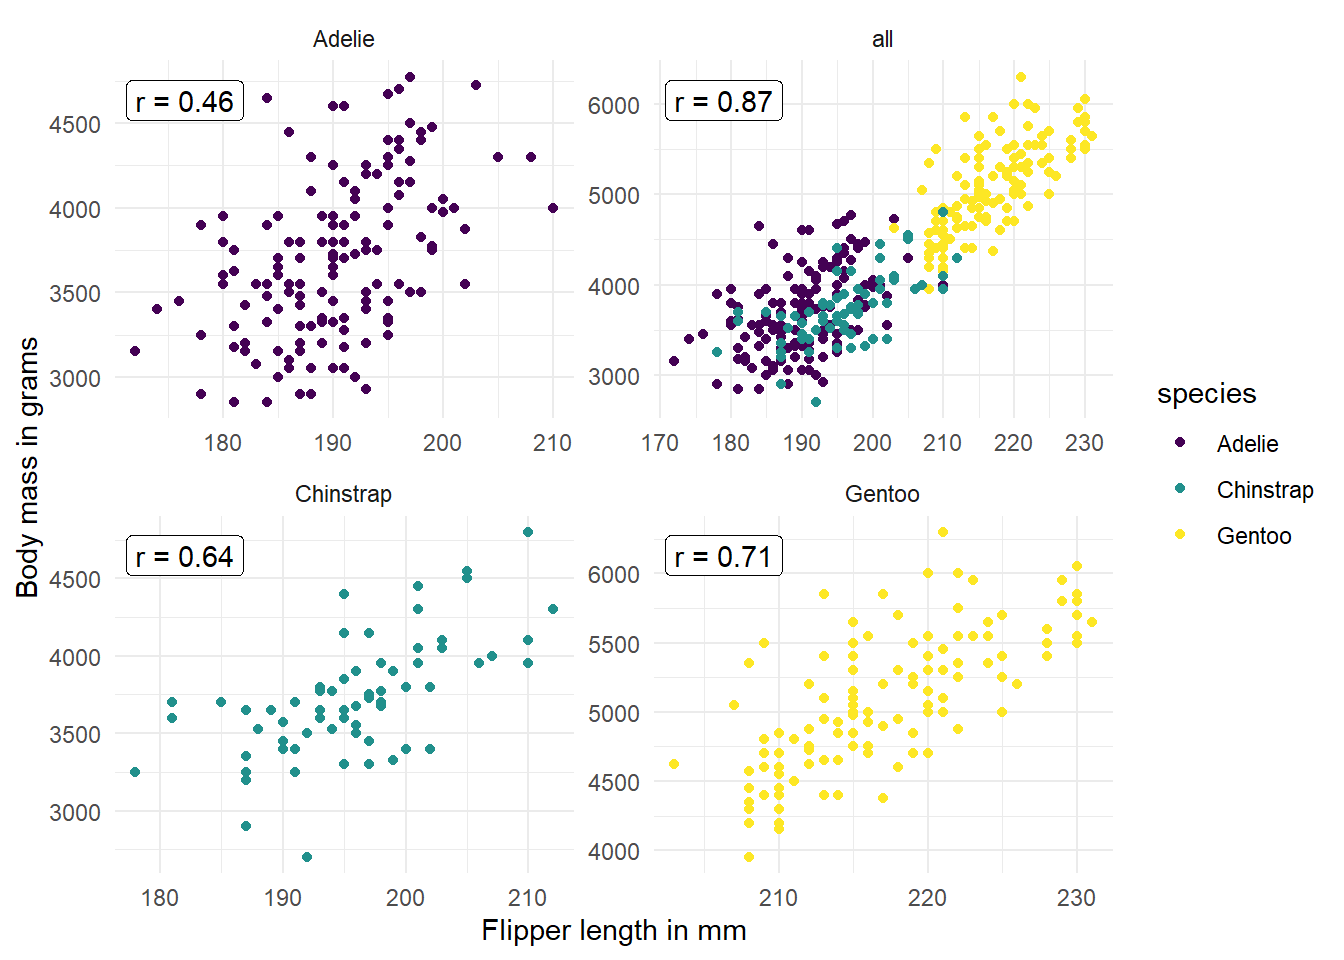 Adelie
all
r = 0.46
r = 0.87
4500
4000
3500
3000
6000
5000
4000
3000
180 190 200 210
170 180 190 200 210 220 230
Body mass in grams
species
Adelie
Chinstrap
Gentoo
Chinstrap
Gentoo
r = 0.64
r = 0.71
4500
4000
3500
3000
6000
5500
5000
4500
4000
180 190 200 210
210 220 230
Flipper length in mm